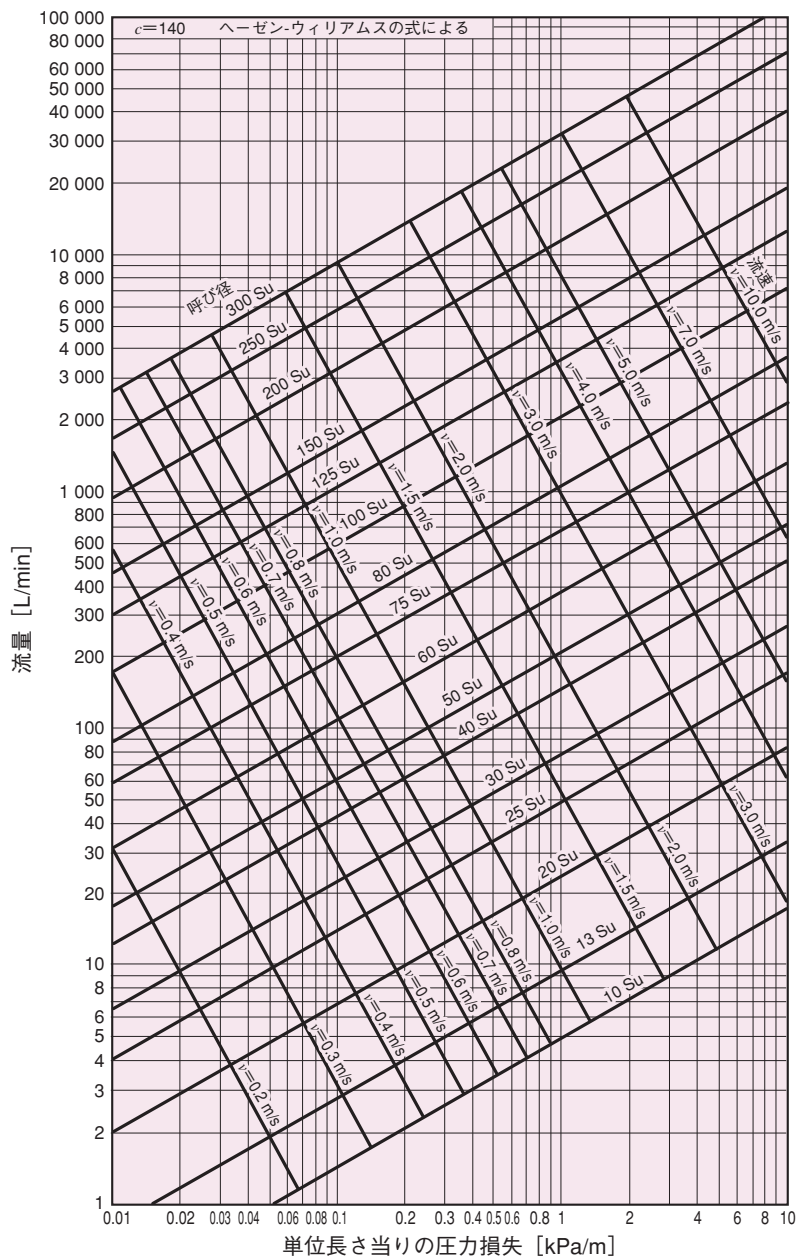 c=140 ヘーゼン-ウィリアムスの式による
100 000
80 000
60 000
50 000
40 000
30 000
20 000
10 000
8 000
6 000
5 000
4 000
3 000
2 000
1 000
800
600
500
400
300
200
100
80
60
50
40
30
20
10
8
6
5
4
3
2
1
流量 [L/min]
呼び径
300 Su
250 Su
200 Su
150 Su
125 Su
100 Su
80 Su
75 Su
60 Su
50 Su
40 Su
30 Su
25 Su
20 Su
13 Su
10 Su
流速
ν=10.0 m/s
ν=7.0 m/s
ν=5.0 m/s
ν=4.0 m/s
ν=3.0 m/s
ν=2.0 m/s
ν=1.5 m/s
ν=1.0 m/s
ν=0.8 m/s
ν=0.7 m/s
ν=0.6 m/s
ν=0.5 m/s
ν=0.4 m/s
ν=3.0 m/s
ν=2.0 m/s
ν=1.5 m/s
ν=1.0 m/s
ν=0.8 m/s
ν=0.7 m/s
ν=0.6 m/s
ν=0.5 m/s
ν=0.4 m/s
ν=0.3 m/s
ν=0.2 m/s
0.01 0.02 0.03 0.04 0.06 0.08 0.1 0.2 0.3 0.4 0.5 0.6 0.8 1 2 4 6 8 10
単位長さ当りの圧力損失 [kPa/m]